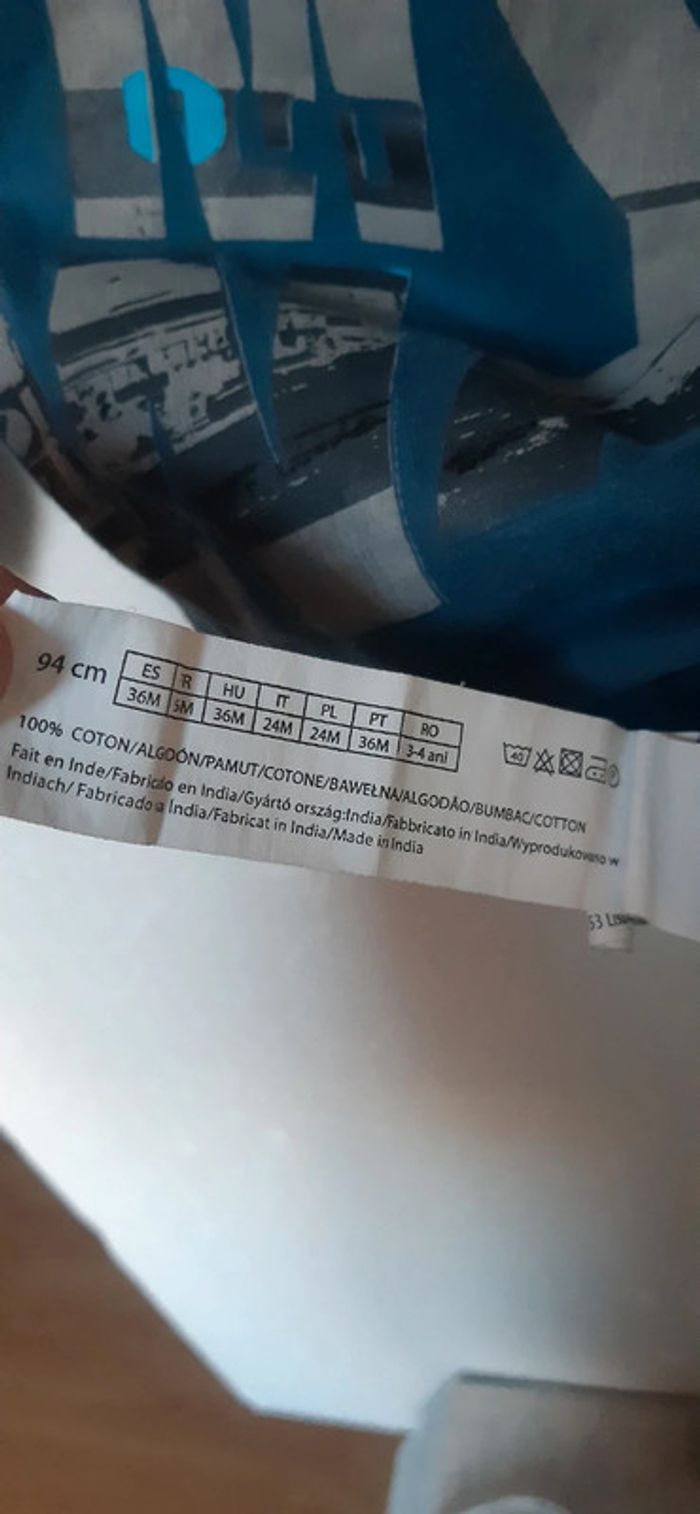 94 cm
ES R HU IT PL PT RO
36M 5M 36M 24M 24M 36M 3-4 ani
100% COTON/ALGODÓN/PAMUT/COTONE/BAWEŁNA/ALGODÃO/BUMBAC/COTTON
Fait en Inde/Fabricado en India/Gyártó ország:India/Fabbricato in India/Wyprodukowano w
Indiach/ Fabricado a India/Fabricat in India/Made in India
40
53